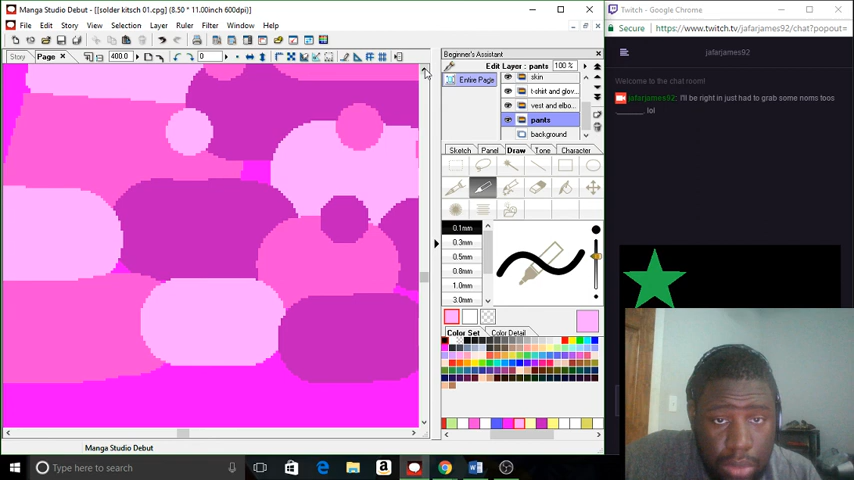 Manga Studio Debut - [[solder kitsch 01.cpg] (8.50 * 11.00inch 600dpi)]
Twitch - Google Chrome
File Edit Story View Selection Layer Ruler Filter Window Help
Secure https://www.twitch.tv/jafarjames92/chat?popout=
Story Page 400.0 0
Beginner's Assistant
jafarjames92
Edit Layer : pants 100 %
Entire Page
skin
t-shirt and glov
vest and elbo
pants
background
Welcome to the chat room!
jafarjames92: I'll be right in just had to grab some noms toos
lol
Sketch Panel Draw Tone Character
0.1mm
0.3mm
0.5mm
0.8mm
1.0mm
3.0mm
Color Set Color Detail
Manga Studio Debut
Type here to search